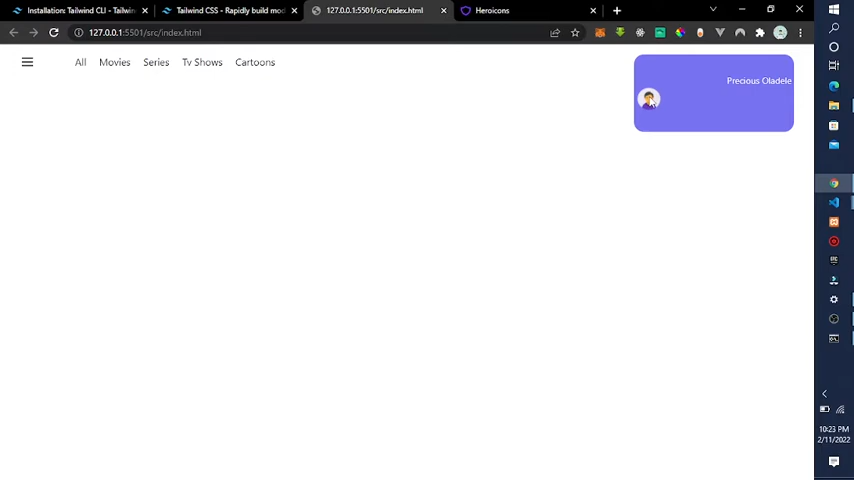 Installation: Tailwind CLI - Tailwin
Tailwind CSS - Rapidly build mod
127.0.0.1:5501/src/index.html
Heroicons
127.0.0.1:5501/src/index.html
All Movies Series Tv Shows Cartoons
Precious Oladele
10:23 PM
2/11/2022